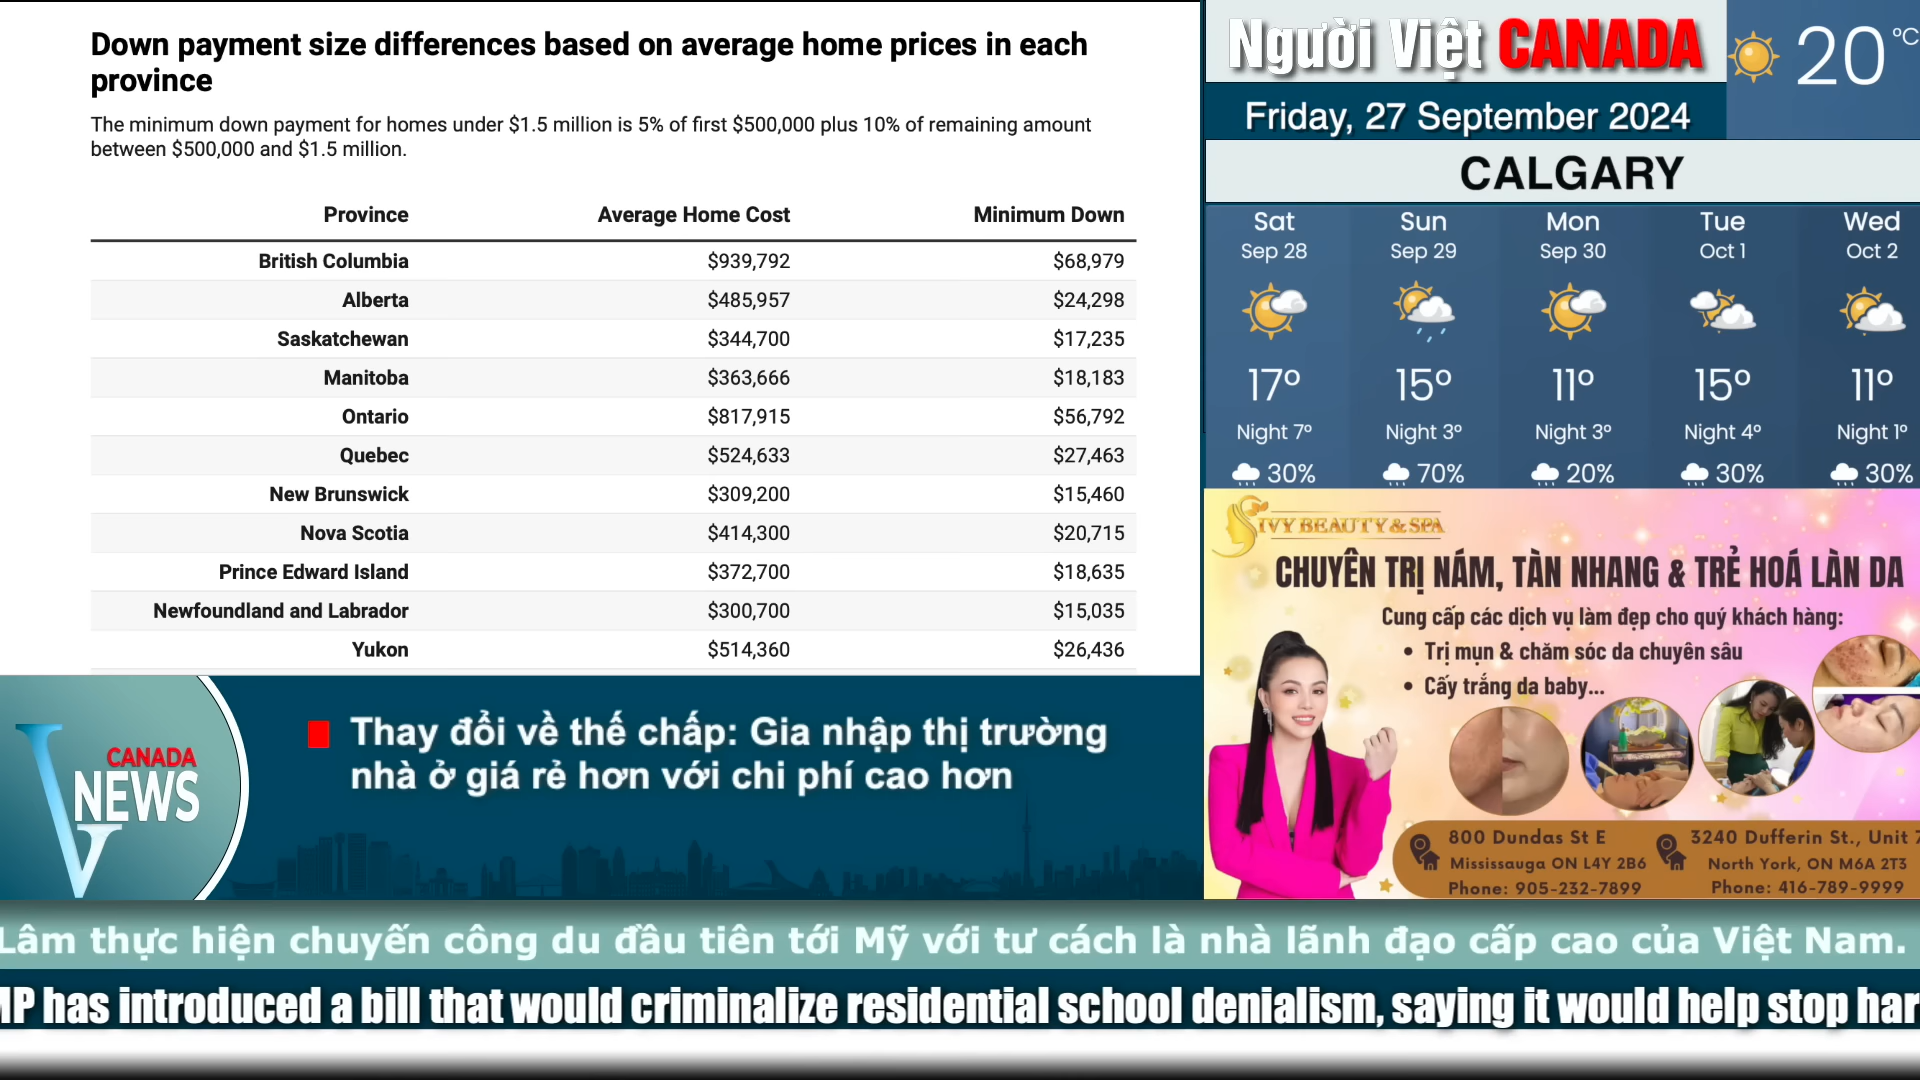 Down payment size differences based on average home prices in each
province
The minimum down payment for homes under $1.5 million is 5% of first $500,000 plus 10% of remaining amount
between $500,000 and $1.5 million.
Province Average Home Cost Minimum Down
British Columbia $939,792 $68,979
Alberta $485,957 $24,298
Saskatchewan $344,700 $17,235
Manitoba $363,666 $18,183
Ontario $817,915 $56,792
Quebec $524,633 $27,463
New Brunswick $309,200 $15,460
Nova Scotia $414,300 $20,715
Prince Edward Island $372,700 $18,635
Newfoundland and Labrador $300,700 $15,035
Yukon $514,360 $26,436
Người Việt CANADA
20 °C
Friday, 27 September 2024
CALGARY
Sat Sun Mon Tue Wed
Sep 28 Sep 29 Sep 30 Oct 1 Oct 2
17° 15° 11° 15° 11°
Night 7° Night 3° Night 3° Night 4° Night 1°
30% 70% 20% 30% 30%
IVY BEAUTY & SPA
CHUYÊN TRỊ NÁM, TÀN NHANG & TRẺ HOÁ LÀN DA
Cung cấp các dịch vụ làm đẹp cho quý khách hàng:
• Trị mụn & chăm sóc da chuyên sâu
• Cấy trắng da baby...
800 Dundas St E
Mississauga ON L4Y 2B6
Phone: 905-232-7899
3240 Dufferin St., Unit 7
North York, ON M6A 2T3
Phone: 416-789-9999
CANADA
V NEWS
Thay đổi về thế chấp: Gia nhập thị trường
nhà ở giá rẻ hơn với chi phí cao hơn
Lâm thực hiện chuyến công du đầu tiên tới Mỹ với tư cách là nhà lãnh đạo cấp cao của Việt Nam.
MP has introduced a bill that would criminalize residential school denialism, saying it would help stop har